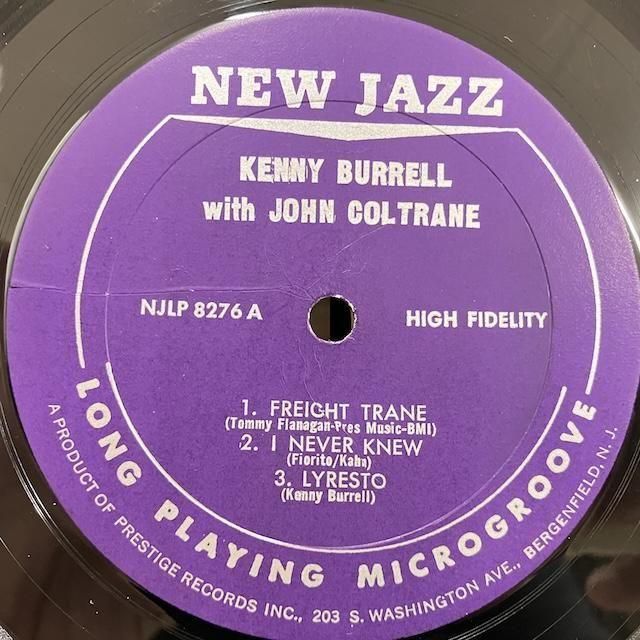 NEW JAZZ
KENNY BURRELL
with JOHN COLTRANE
NJLP 8276 A
HIGH FIDELITY
1. FREIGHT TRANE
(Tommy Flanagan-Pres Music-BMI)
2. I NEVER KNEW
(Fiorito/Kahn)
3. LYRESTO
(Kenny Burrell)
LONG PLAYING MICROGROOVE
A PRODUCT OF PRESTIGE RECORDS INC., 203 S. WASHINGTON AVE., BERGENFIELD, N. J.